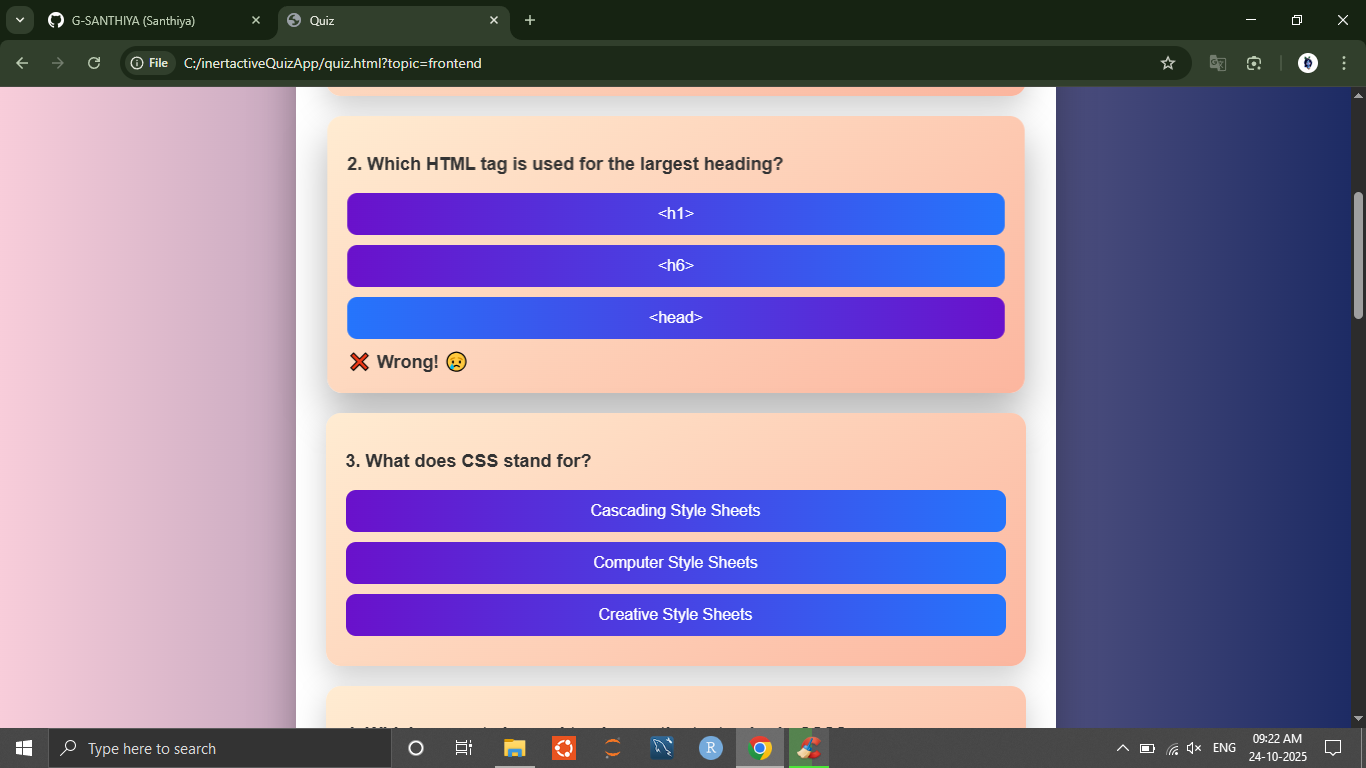 G-SANTHIYA (Santhiya)
Quiz
File
C:/inertactiveQuizApp/quiz.html?topic=frontend
2. Which HTML tag is used for the largest heading?
<h1>
<h6>
<head>
❌ Wrong! 😥
3. What does CSS stand for?
Cascading Style Sheets
Computer Style Sheets
Creative Style Sheets
Type here to search
R
ENG
09:22 AM
24-10-2025